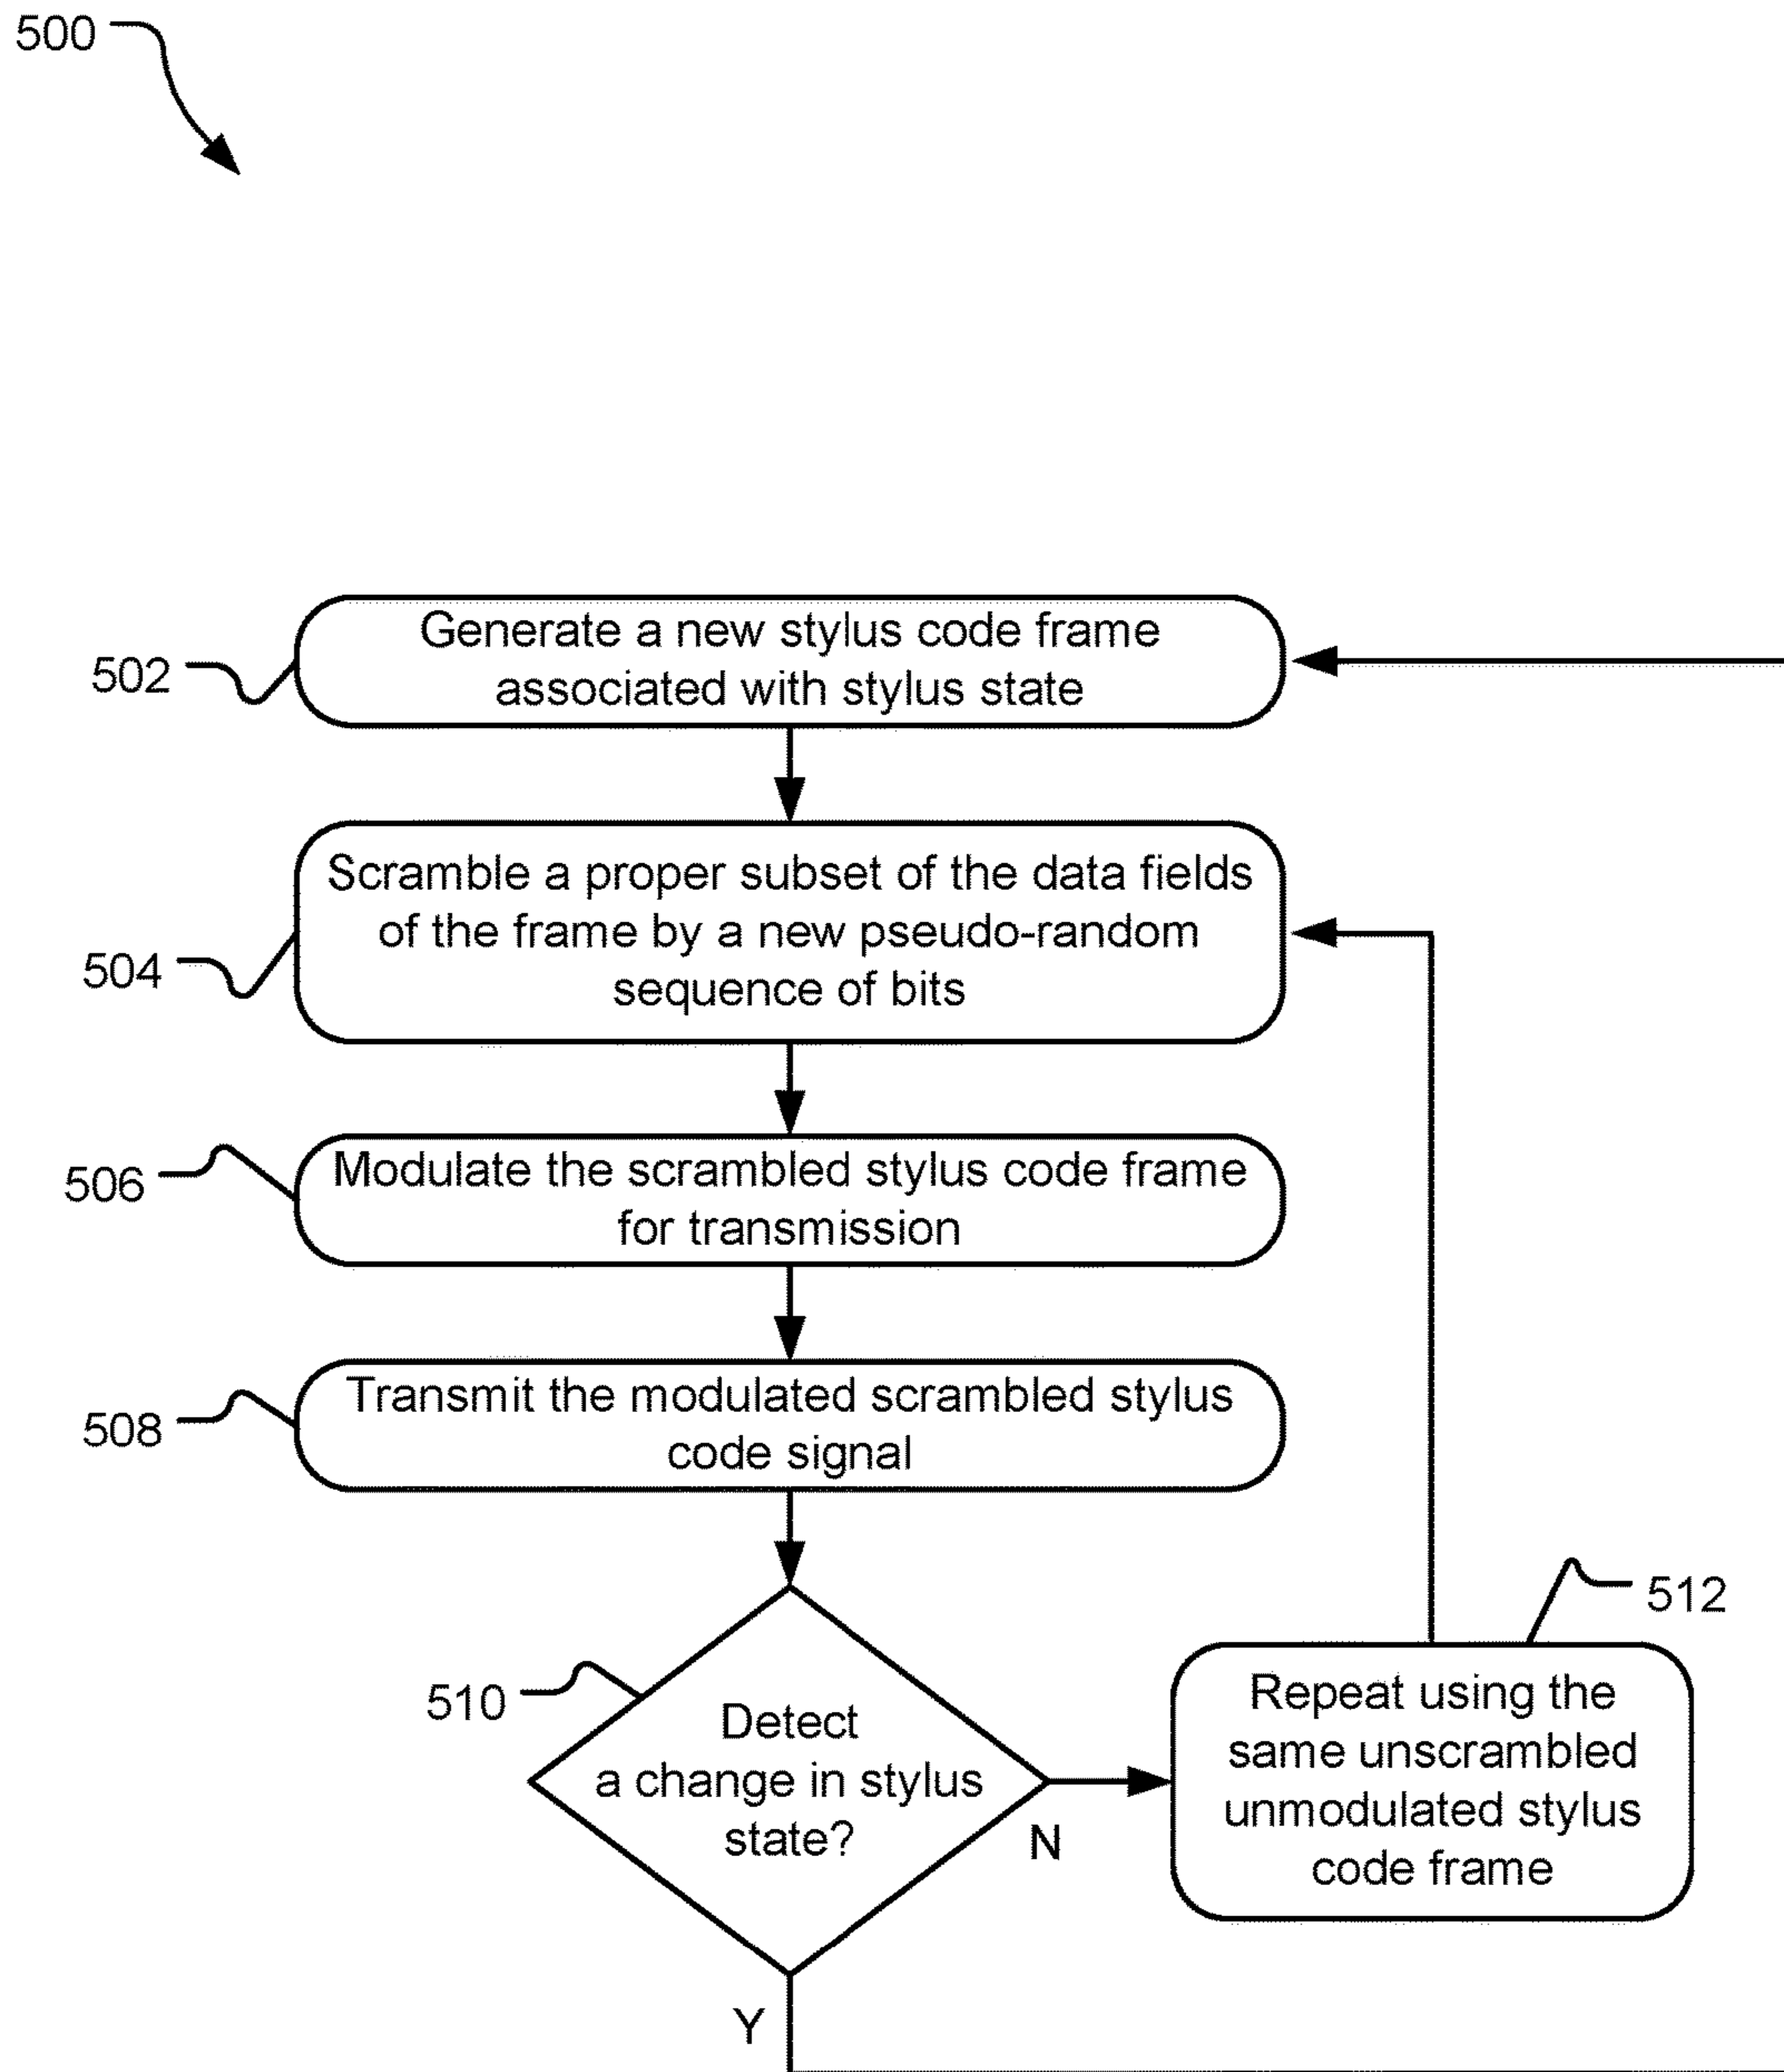 500
502
Generate a new stylus code frame
associated with stylus state
504
Scramble a proper subset of the data fields
of the frame by a new pseudo-random
sequence of bits
506
Modulate the scrambled stylus code frame
for transmission
508
Transmit the modulated scrambled stylus
code signal
510
Detect
a change in stylus
state?
N
Y
512
Repeat using the
same unscrambled
unmodulated stylus
code frame